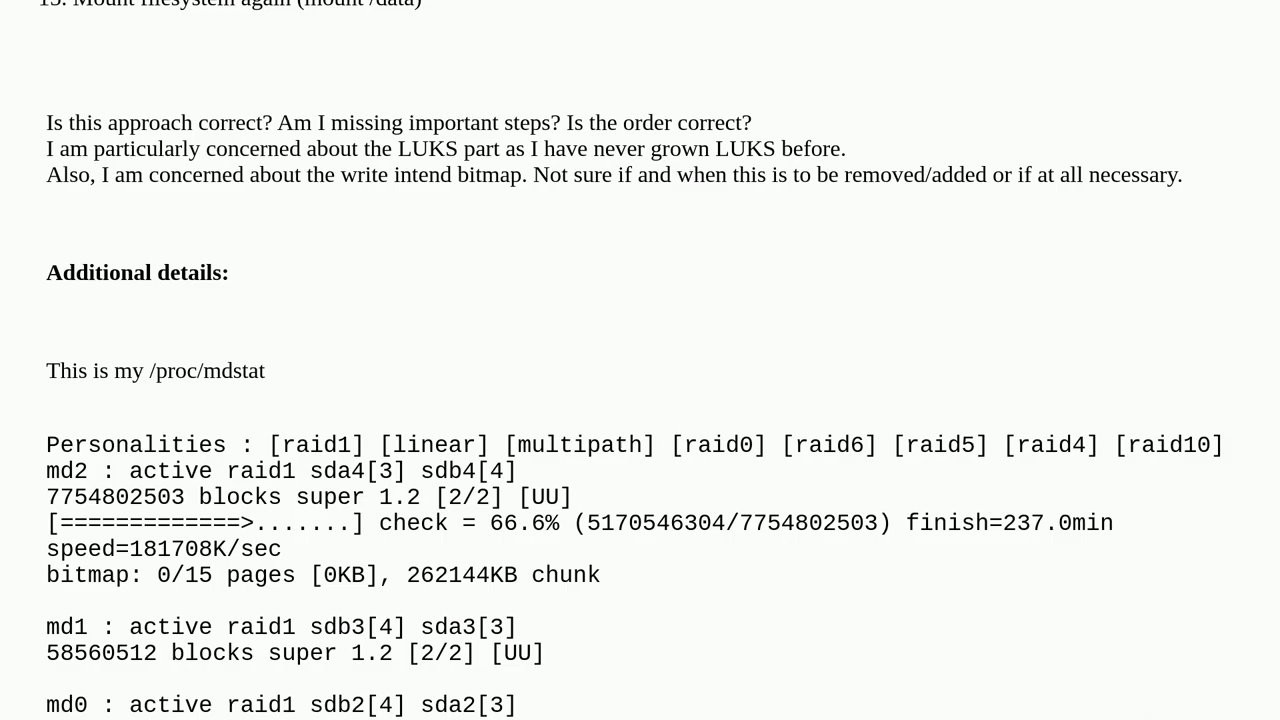 13. Mount filesystem again (mount /data)
Is this approach correct? Am I missing important steps? Is the order correct?
I am particularly concerned about the LUKS part as I have never grown LUKS before.
Also, I am concerned about the write intend bitmap. Not sure if and when this is to be removed/added or if at all necessary.
Additional details:
This is my /proc/mdstat
Personalities : [raid1] [linear] [multipath] [raid0] [raid6] [raid5] [raid4] [raid10]
md2 : active raid1 sda4[3] sdb4[4]
7754802503 blocks super 1.2 [2/2] [UU]
[=============>.......] check = 66.6% (5170546304/7754802503) finish=237.0min
speed=181708K/sec
bitmap: 0/15 pages [0KB], 262144KB chunk
md1 : active raid1 sdb3[4] sda3[3]
58560512 blocks super 1.2 [2/2] [UU]
md0 : active raid1 sdb2[4] sda2[3]